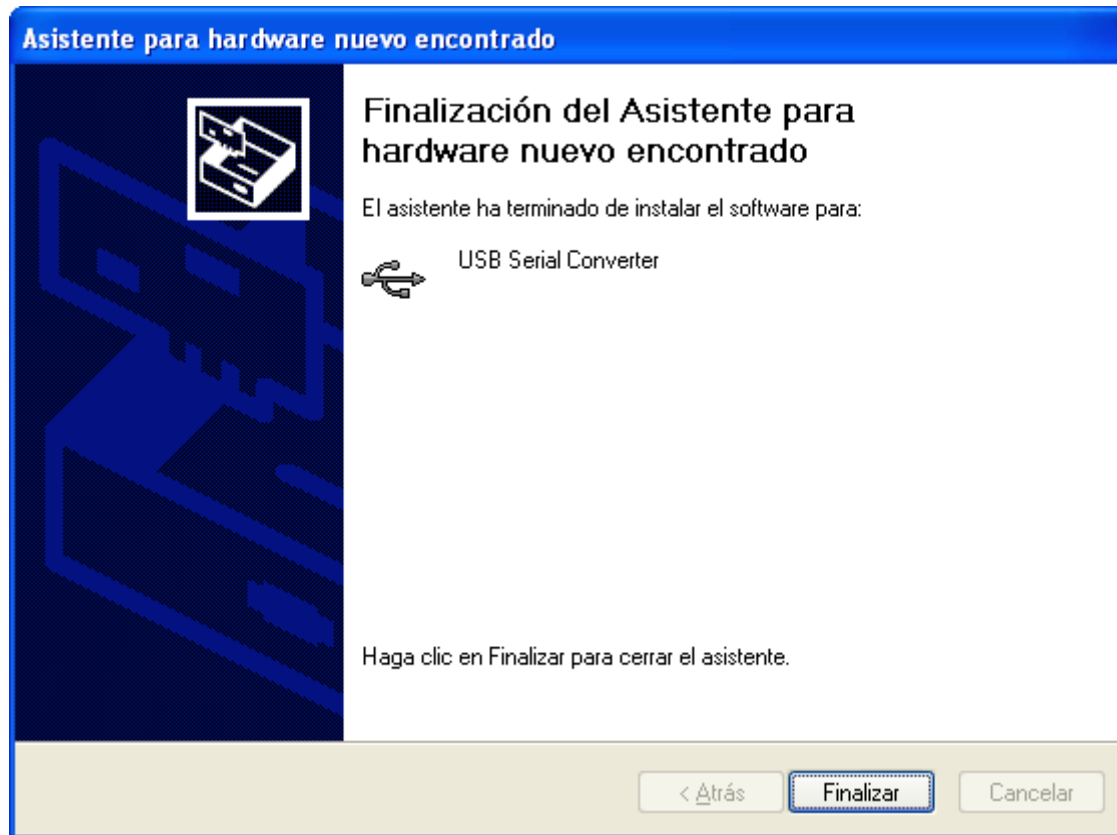 Asistente para hardware nuevo encontrado
Finalización del Asistente para
hardware nuevo encontrado
El asistente ha terminado de instalar el software para:
USB Serial Converter
Haga clic en Finalizar para cerrar el asistente.
< Atrás
Finalizar
Cancelar